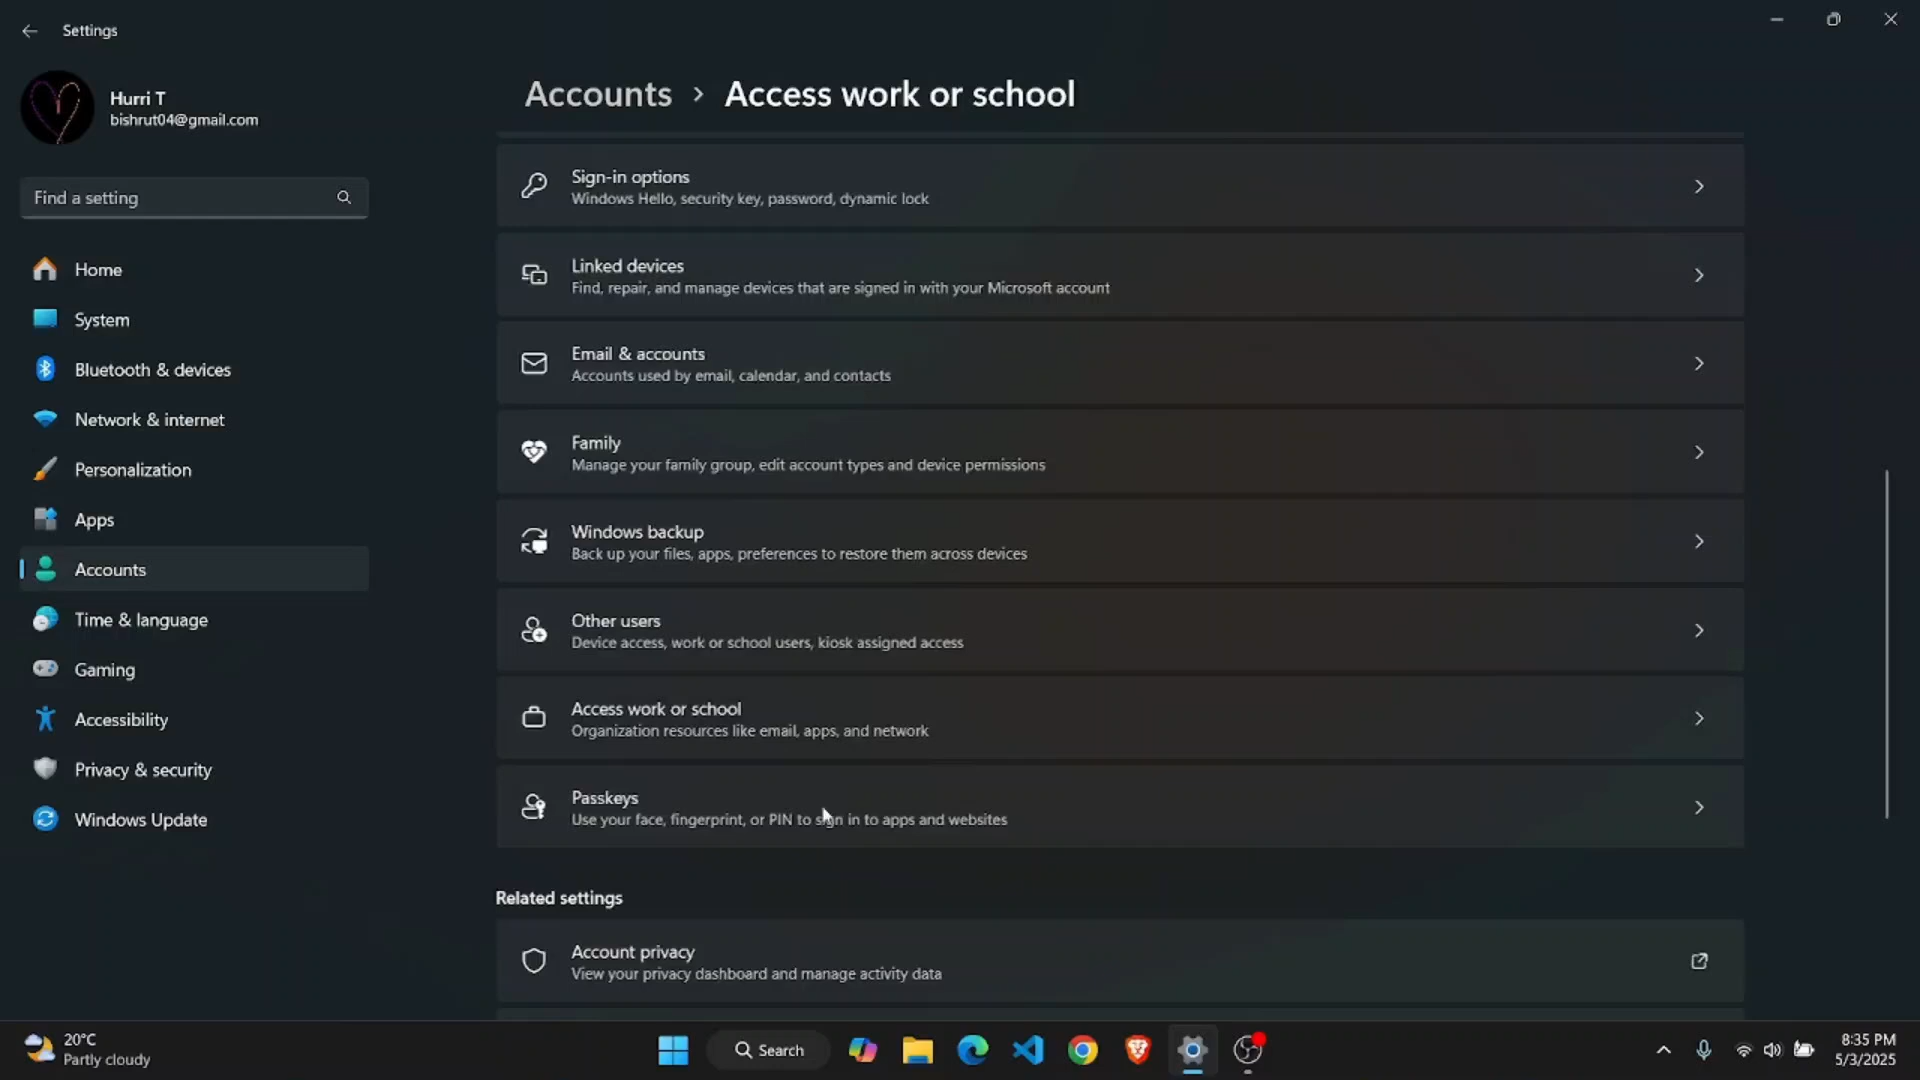 Settings
Hurri T
bishrut04@gmail.com
Find a setting
Home
System
Bluetooth & devices
Network & internet
Personalization
Apps
Accounts
Time & language
Gaming
Accessibility
Privacy & security
Windows Update
Accounts > Access work or school
Sign-in options
Windows Hello, security key, password, dynamic lock
Linked devices
Find, repair, and manage devices that are signed in with your Microsoft account
Email & accounts
Accounts used by email, calendar, and contacts
Family
Manage your family group, edit account types and device permissions
Windows backup
Back up your files, apps, preferences to restore them across devices
Other users
Device access, work or school users, kiosk assigned access
Access work or school
Organization resources like email, apps, and network
Passkeys
Use your face, fingerprint, or PIN to sign in to apps and websites
Related settings
Account privacy
View your privacy dashboard and manage activity data
20°C
Partly cloudy
Search
8:35 PM
5/3/2025